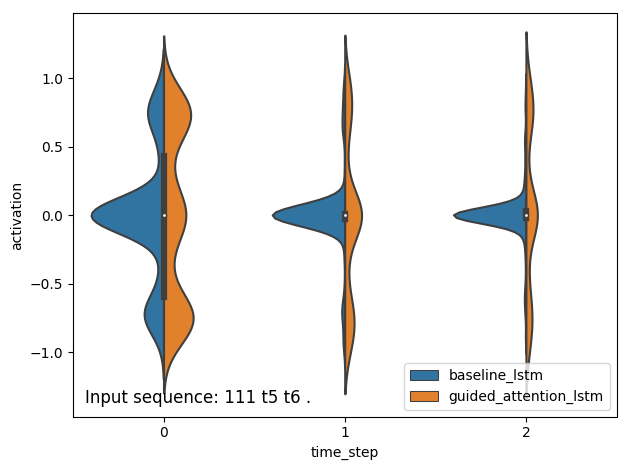 1.0
0.5
0.0
−0.5
−1.0
activation
Input sequence: 111 t5 t6 .
baseline_lstm
guided_attention_lstm
0 1 2
time_step